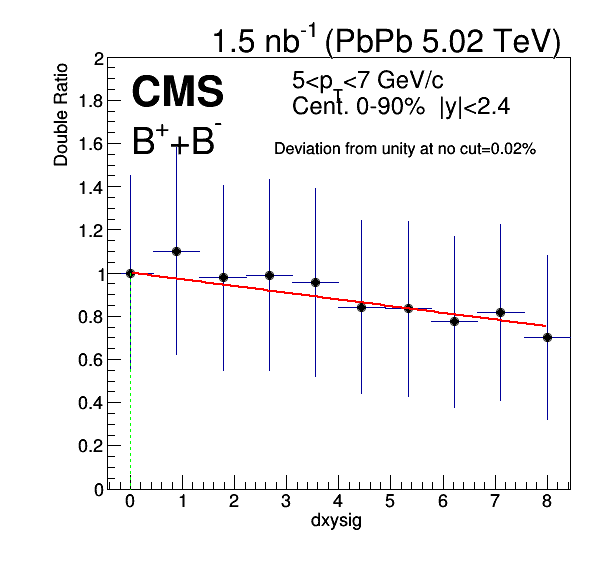 1.5 nb⁻¹ (PbPb 5.02 TeV)
Double Ratio
2
1.8
1.6
1.4
1.2
1
0.8
0.6
0.4
0.2
0
CMS
B⁺+B⁻
5<p_T<7 GeV/c
Cent. 0-90% |y|<2.4
Deviation from unity at no cut=0.02%
0 1 2 3 4 5 6 7 8
dxysig